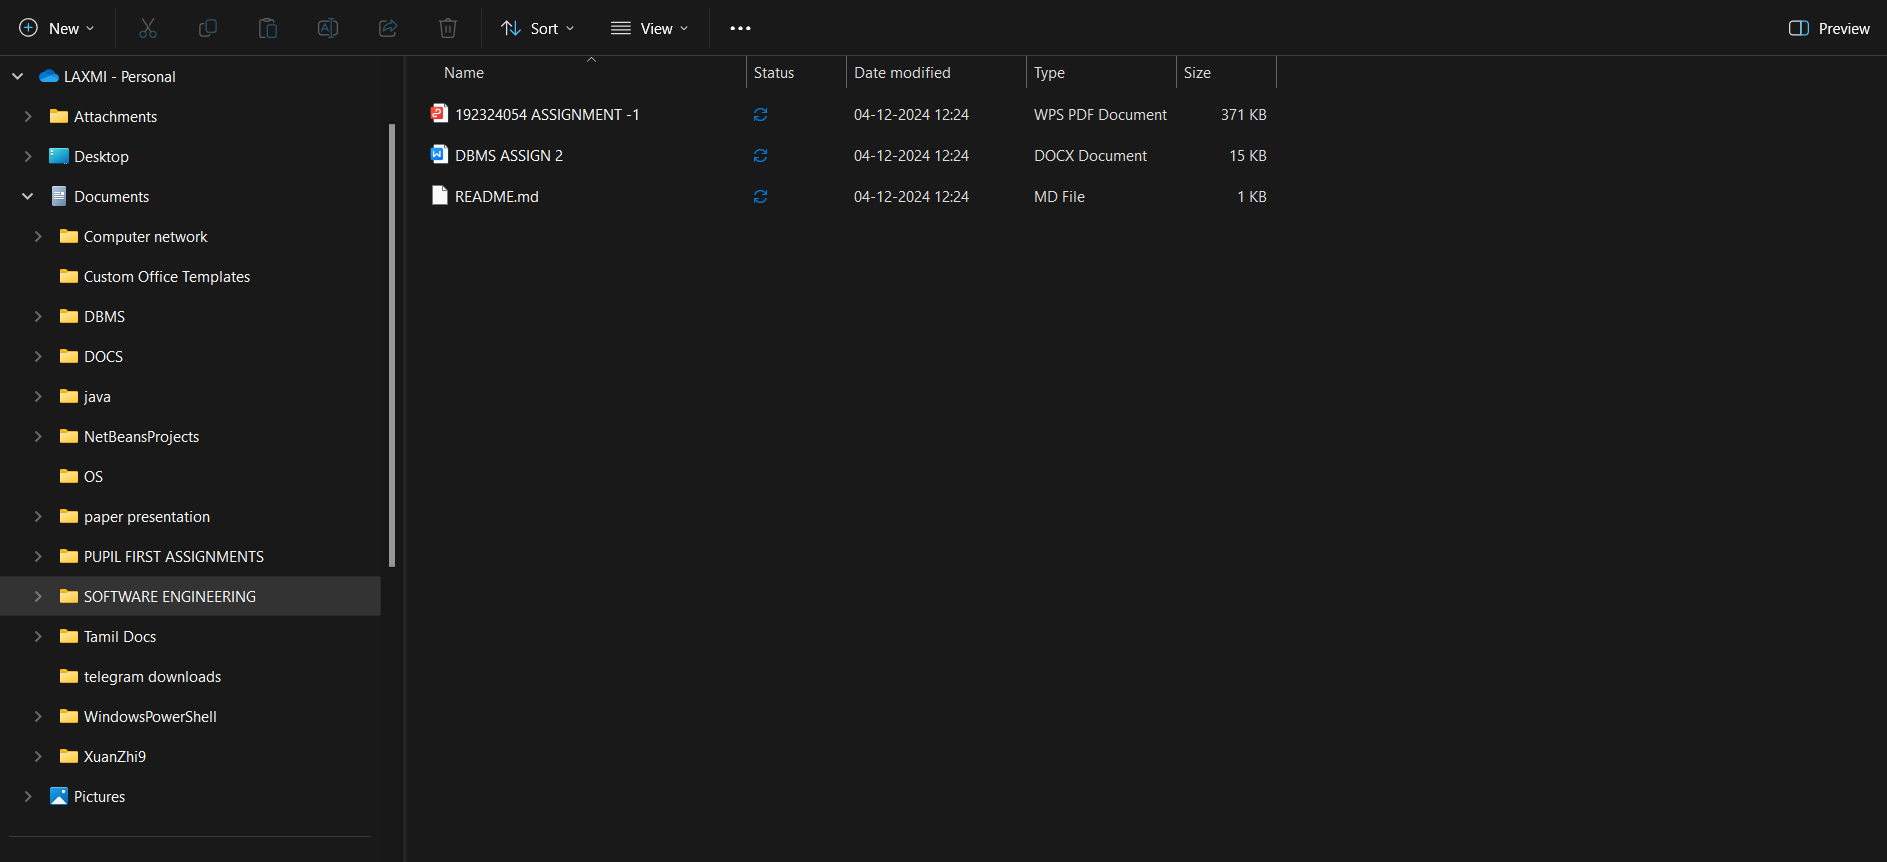 New Sort View Preview
LAXMI - Personal
Attachments
Desktop
Documents
Computer network
Custom Office Templates
DBMS
DOCS
java
NetBeansProjects
OS
paper presentation
PUPIL FIRST ASSIGNMENTS
SOFTWARE ENGINEERING
Tamil Docs
telegram downloads
WindowsPowerShell
XuanZhi9
Pictures
Name Status Date modified Type Size
192324054 ASSIGNMENT -1 04-12-2024 12:24 WPS PDF Document 371 KB
DBMS ASSIGN 2 04-12-2024 12:24 DOCX Document 15 KB
README.md 04-12-2024 12:24 MD File 1 KB